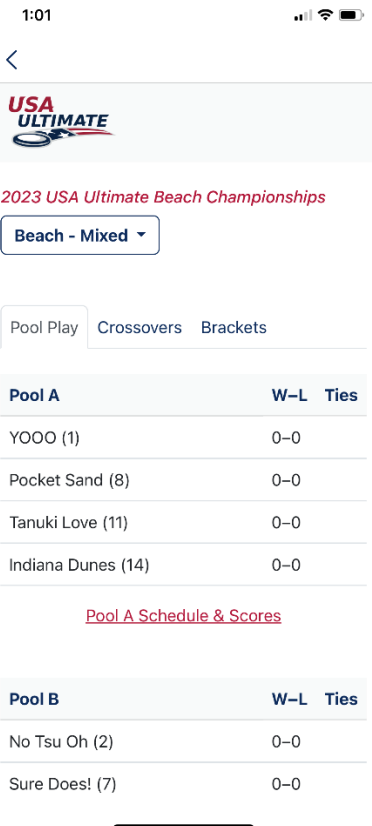 1:01
USA
ULTIMATE
2023 USA Ultimate Beach Championships
Beach - Mixed
Pool Play Crossovers Brackets
Pool A W–L Ties
YOOO (1) 0–0
Pocket Sand (8) 0–0
Tanuki Love (11) 0–0
Indiana Dunes (14) 0–0
Pool A Schedule & Scores
Pool B W–L Ties
No Tsu Oh (2) 0–0
Sure Does! (7) 0–0